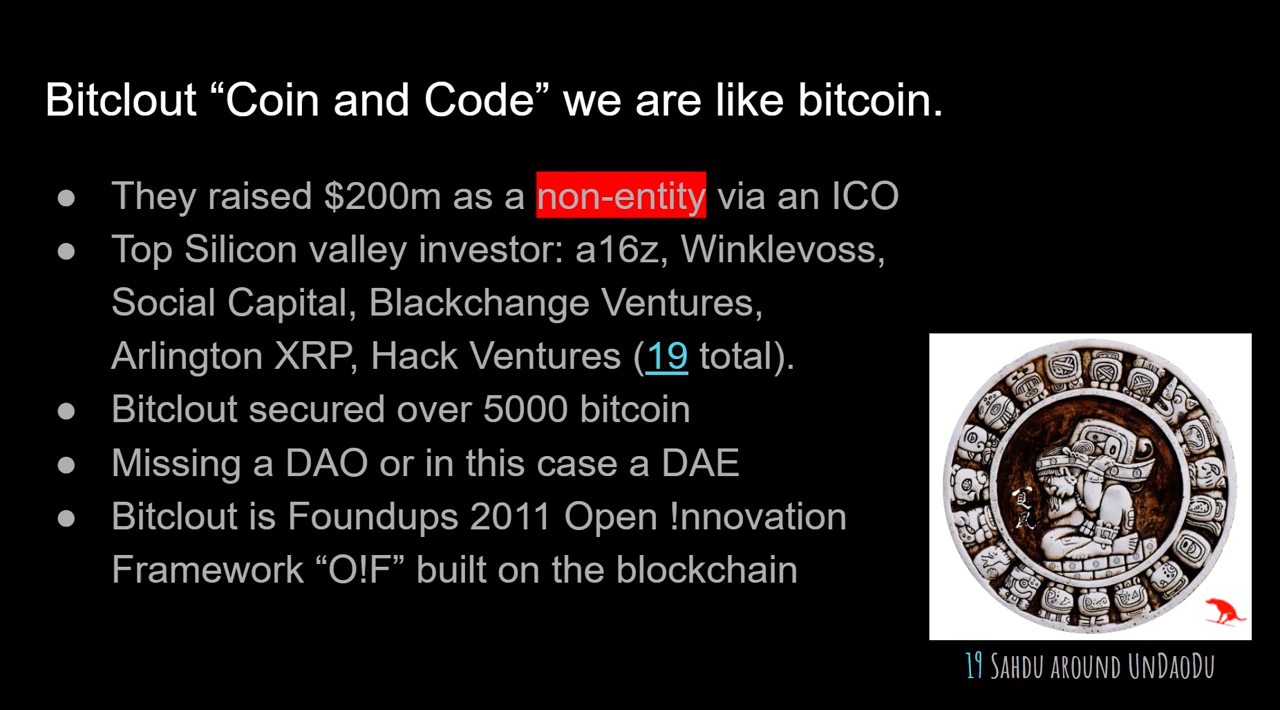 Bitclout “Coin and Code” we are like bitcoin.
● They raised $200m as a non-entity via an ICO
● Top Silicon valley investor: a16z, Winklevoss,
Social Capital, Blackchange Ventures,
Arlington XRP, Hack Ventures (19 total).
● Bitclout secured over 5000 bitcoin
● Missing a DAO or in this case a DAE
● Bitclout is Foundups 2011 Open !nnovation
Framework “O!F” built on the blockchain
19 Sahdu around UnDaoDu